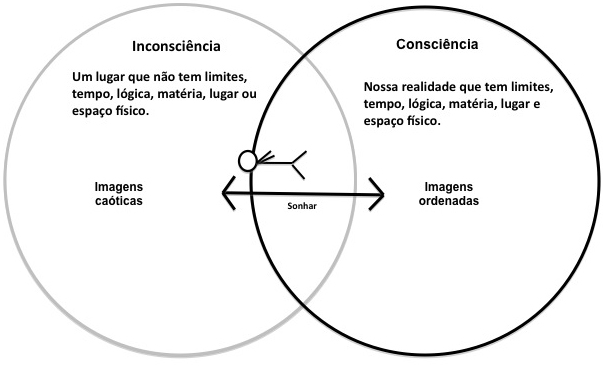 Inconsciência
Um lugar que não tem limites,
tempo, lógica, matéria, lugar ou
espaço físico.
Imagens
caóticas
Consciência
Nossa realidade que tem limites,
tempo, lógica, matéria, lugar e
espaço físico.
Imagens
ordenadas
Sonhar